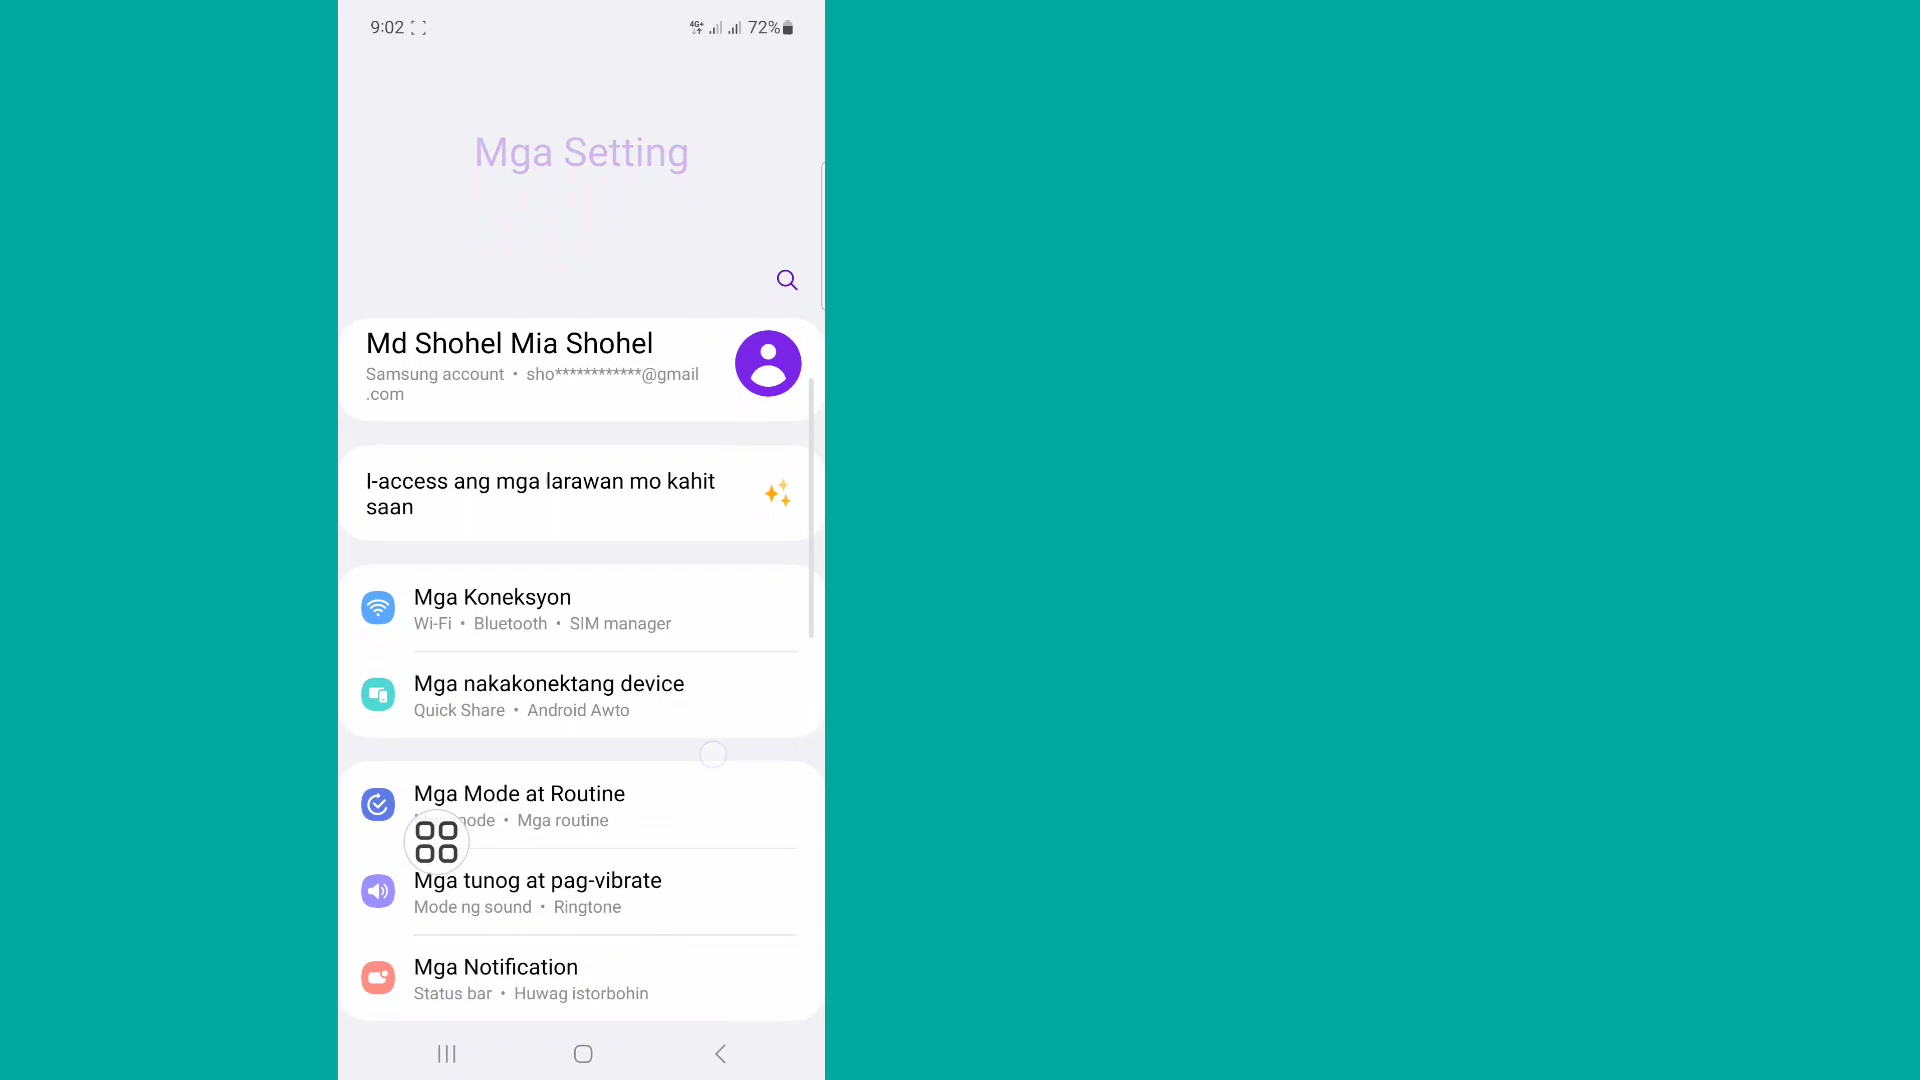 9:02
4G+ 72%
Mga Setting
Md Shohel Mia Shohel
Samsung account • sho************@gmail
.com
I-access ang mga larawan mo kahit
saan
Mga Koneksyon
Wi-Fi • Bluetooth • SIM manager
Mga nakakonektang device
Quick Share • Android Awto
Mga Mode at Routine
mode • Mga routine
Mga tunog at pag-vibrate
Mode ng sound • Ringtone
Mga Notification
Status bar • Huwag istorbohin